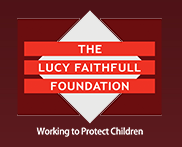 THE
LUCY FAITHFULL
FOUNDATION
Working to Protect Children